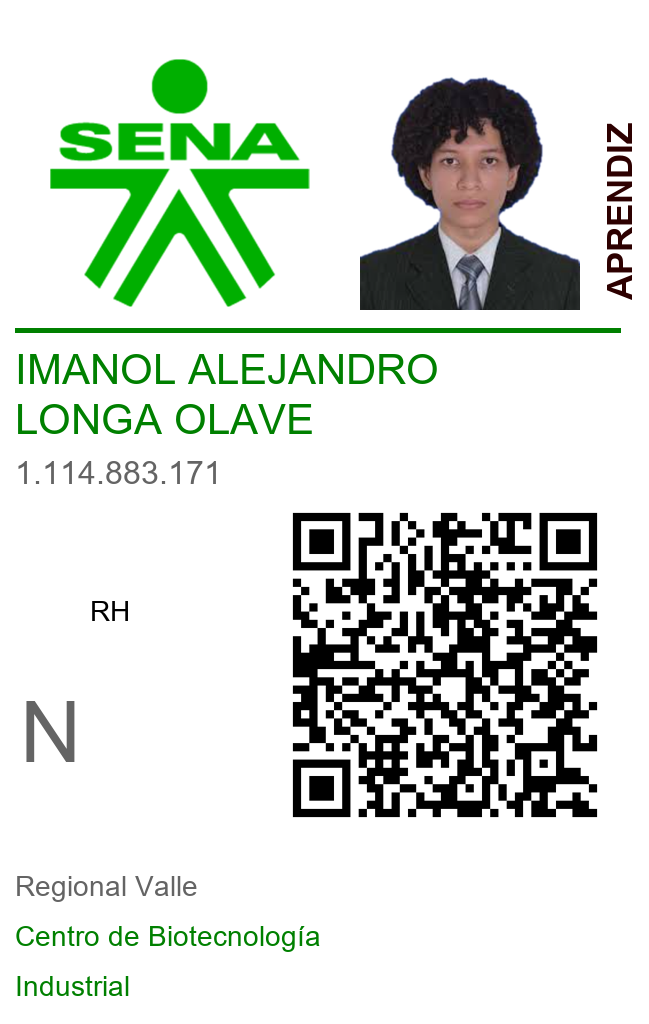 SENA
APRENDIZ
IMANOL ALEJANDRO
LONGA OLAVE
1.114.883.171
RH
N
Regional Valle
Centro de Biotecnología
Industrial